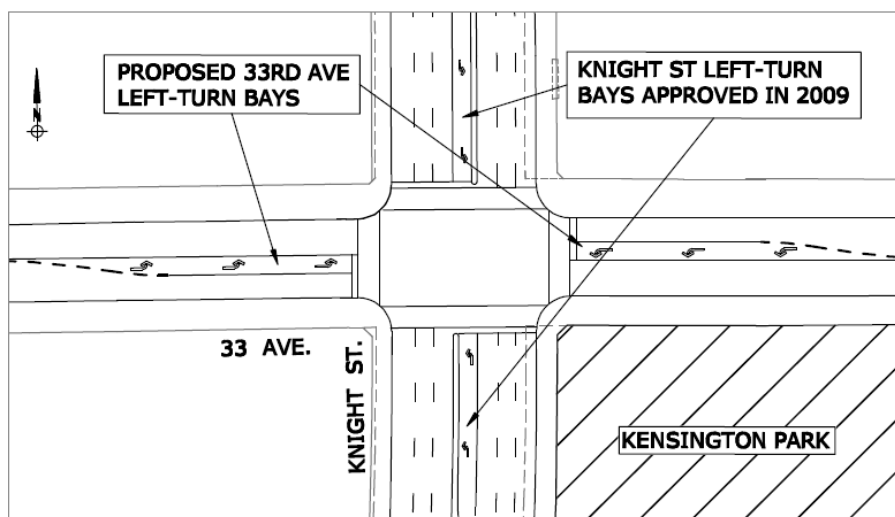 PROPOSED 33RD AVE
LEFT-TURN BAYS
KNIGHT ST LEFT-TURN
BAYS APPROVED IN 2009
N
33 AVE.
KNIGHT ST.
KENSINGTON PARK